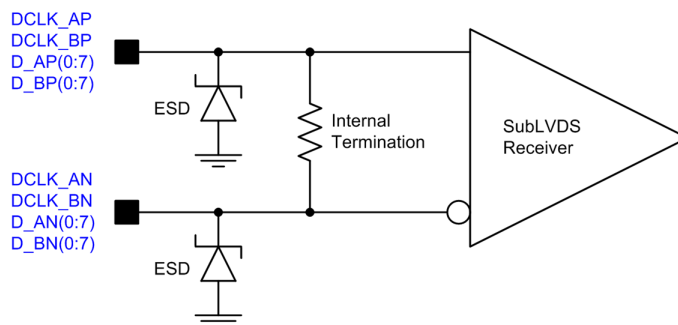 DCLK_AP
DCLK_BP
D_AP(0:7)
D_BP(0:7)
ESD
Internal
Termination
SubLVDS
Receiver
DCLK_AN
DCLK_BN
D_AN(0:7)
D_BN(0:7)
ESD